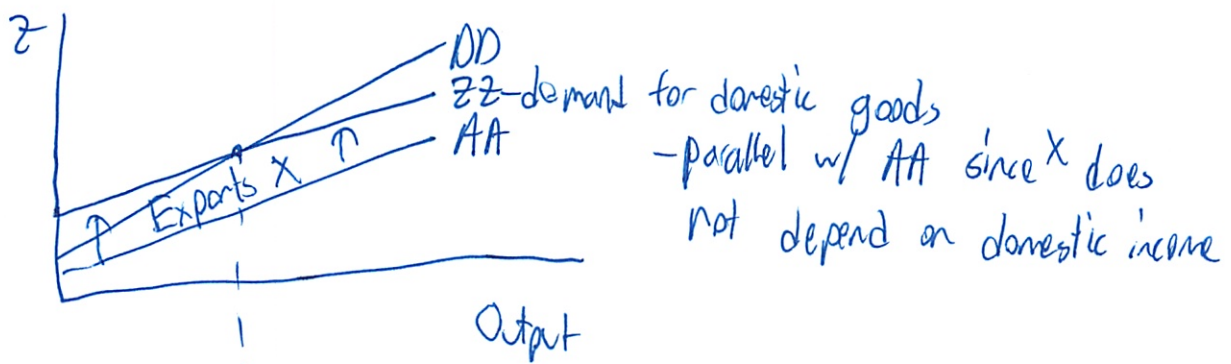 Z
DD
ZZ-demand for domestic goods
AA
-parallel w/ AA since X does
not depend on domestic income
Exports X
Output